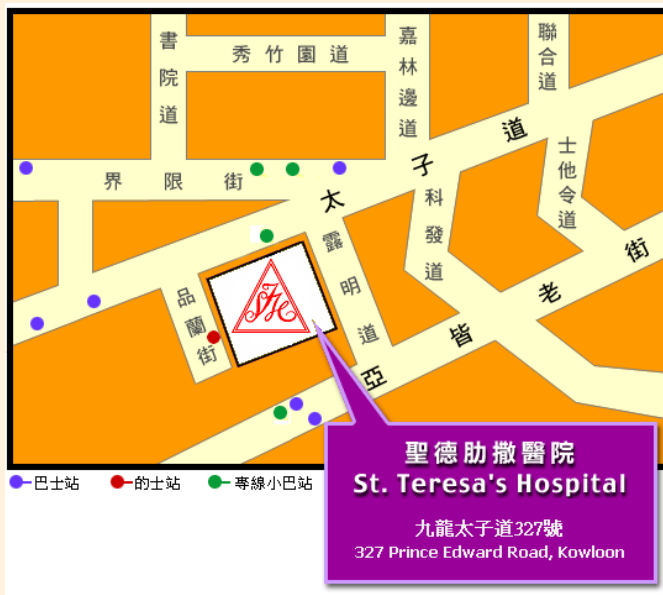 書院道
秀竹園道
嘉林邊道
聯合道
太子道
士他令道
界限街
科發道
露明道
品蘭街
亞皆老街
STH
巴士站
的士站
專線小巴站
聖德肋撒醫院
St. Teresa's Hospital
九龍太子道327號
327 Prince Edward Road, Kowloon